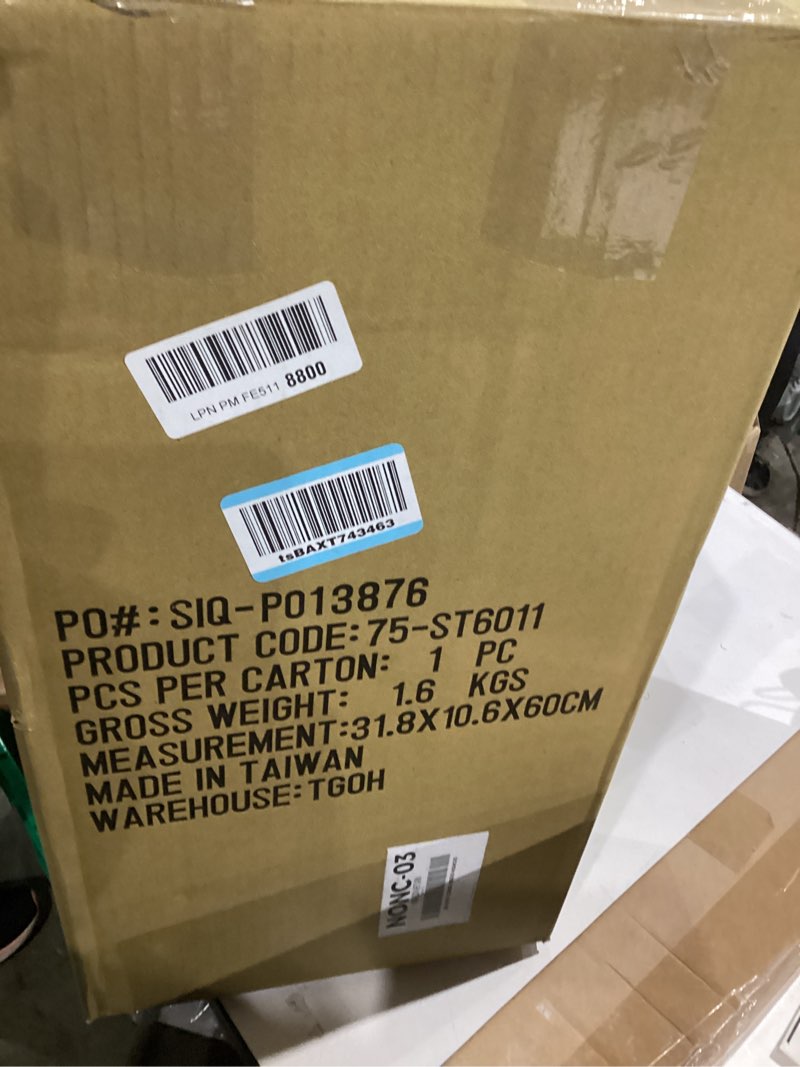 LPN PM FE511 8800
tsBAXT743463
PO#:SIQ-PO13876
PRODUCT CODE:75-ST6011
PCS PER CARTON: 1 PC
GROSS WEIGHT: 1.6 KGS
MEASUREMENT:31.8X10.6X60CM
MADE IN TAIWAN
WAREHOUSE:TGOH
NONC-03